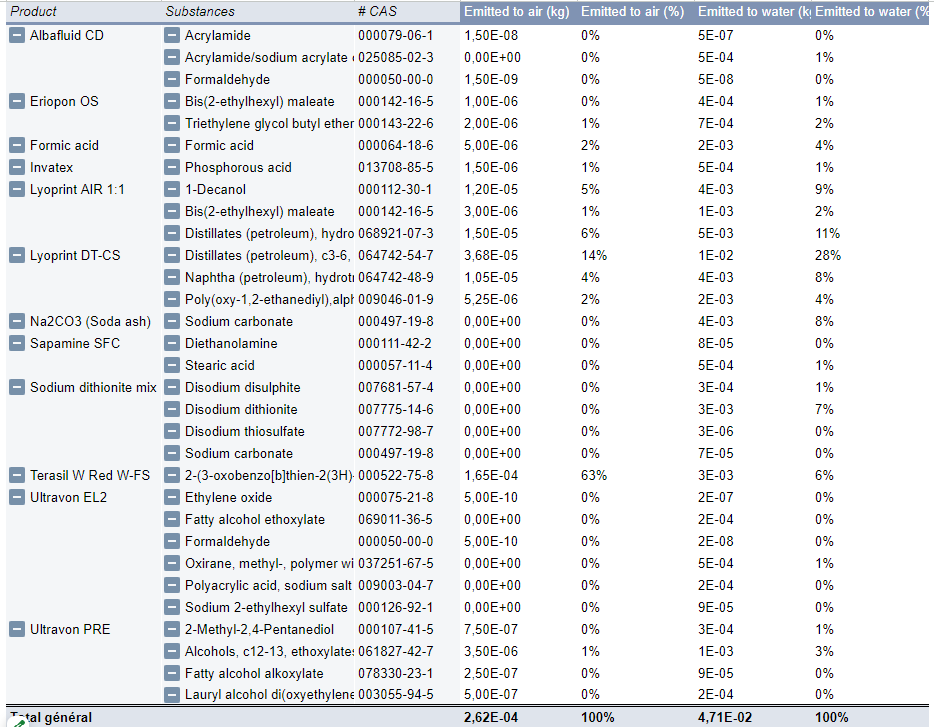 Product Substances # CAS Emitted to air (kg) Emitted to air (%) Emitted to water (kg Emitted to water (%
Albafluid CD Acrylamide 000079-06-1 1,50E-08 0% 5E-07 0%
Acrylamide/sodium acrylate 025085-02-3 0,00E+00 0% 5E-04 1%
Formaldehyde 000050-00-0 1,50E-09 0% 5E-08 0%
Eriopon OS Bis(2-ethylhexyl) maleate 000142-16-5 1,00E-06 0% 4E-04 1%
Triethylene glycol butyl ether 000143-22-6 2,00E-06 1% 7E-04 2%
Formic acid Formic acid 000064-18-6 5,00E-06 2% 2E-03 4%
Invatex Phosphorous acid 013708-85-5 1,50E-06 1% 5E-04 1%
Lyoprint AIR 1:1 1-Decanol 000112-30-1 1,20E-05 5% 4E-03 9%
Bis(2-ethylhexyl) maleate 000142-16-5 3,00E-06 1% 1E-03 2%
Distillates (petroleum), hydro 068921-07-3 1,50E-05 6% 5E-03 11%
Lyoprint DT-CS Distillates (petroleum), c3-6, 064742-54-7 3,68E-05 14% 1E-02 28%
Naphtha (petroleum), hydrot 064742-48-9 1,05E-05 4% 4E-03 8%
Poly(oxy-1,2-ethanediyl),alph 009046-01-9 5,25E-06 2% 2E-03 4%
Na2CO3 (Soda ash) Sodium carbonate 000497-19-8 0,00E+00 0% 4E-03 8%
Sapamine SFC Diethanolamine 000111-42-2 0,00E+00 0% 8E-05 0%
Stearic acid 000057-11-4 0,00E+00 0% 5E-04 1%
Sodium dithionite mix Disodium disulphite 007681-57-4 0,00E+00 0% 3E-04 1%
Disodium dithionite 007775-14-6 0,00E+00 0% 3E-03 7%
Disodium thiosulfate 007772-98-7 0,00E+00 0% 3E-06 0%
Sodium carbonate 000497-19-8 0,00E+00 0% 7E-05 0%
Terasil W Red W-FS 2-(3-oxobenzo[b]thien-2(3H)- 000522-75-8 1,65E-04 63% 3E-03 6%
Ultravon EL2 Ethylene oxide 000075-21-8 5,00E-10 0% 2E-07 0%
Fatty alcohol ethoxylate 069011-36-5 0,00E+00 0% 2E-04 0%
Formaldehyde 000050-00-0 5,00E-10 0% 2E-08 0%
Oxirane, methyl-, polymer wi 037251-67-5 0,00E+00 0% 5E-04 1%
Polyacrylic acid, sodium salt 009003-04-7 0,00E+00 0% 2E-04 0%
Sodium 2-ethylhexyl sulfate 000126-92-1 0,00E+00 0% 9E-05 0%
Ultravon PRE 2-Methyl-2,4-Pentanediol 000107-41-5 7,50E-07 0% 3E-04 1%
Alcohols, c12-13, ethoxylates 061827-42-7 3,50E-06 1% 1E-03 3%
Fatty alcohol alkoxylate 078330-23-1 2,50E-07 0% 9E-05 0%
Lauryl alcohol di(oxyethylene 003055-94-5 5,00E-07 0% 2E-04 0%
Total général 2,62E-04 100% 4,71E-02 100%